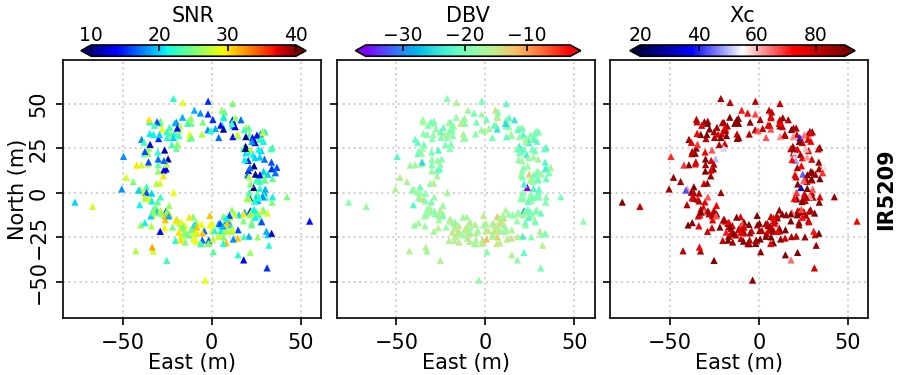 SNR DBV Xc
10 20 30 40 −30 −20 −10 20 40 60 80
50
25
0
−25
−50
North (m)
−50 0 50 −50 0 50 −50 0 50
East (m) East (m) East (m)
IR5209